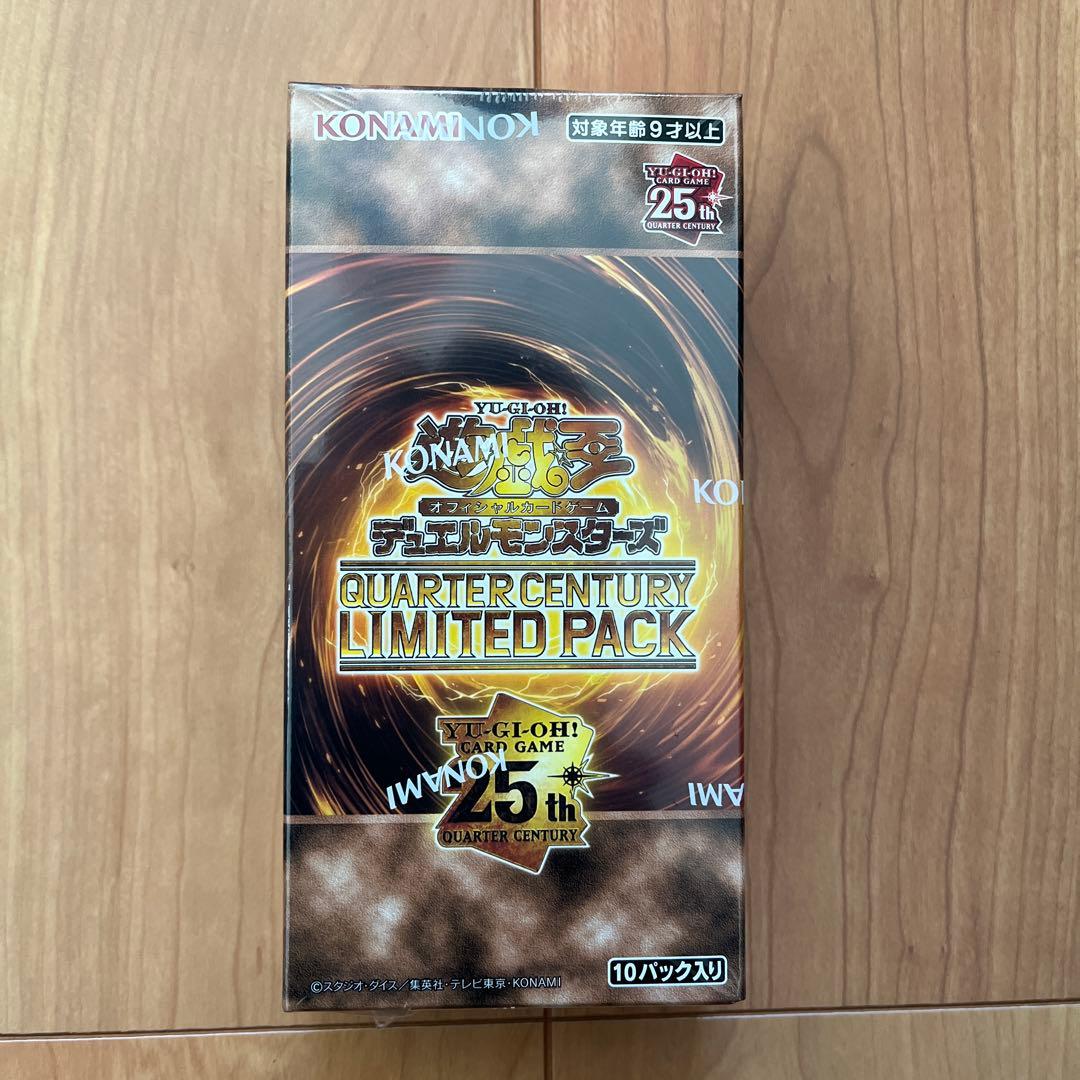 KONAMI
KONAMI
対象年齢9才以上
YU-GI-OH!
CARD GAME
25th
QUARTER CENTURY
YU-GI-OH!
遊戯王
KONAMI
KO
オフィシャルカードゲーム
デュエルモンスターズ
QUARTER CENTURY
LIMITED PACK
YU-GI-OH!
CARD GAME
KONAMI
25th
AMI
QUARTER CENTURY
10パック入り
©スタジオ・ダイス/集英社・テレビ東京・KONAMI